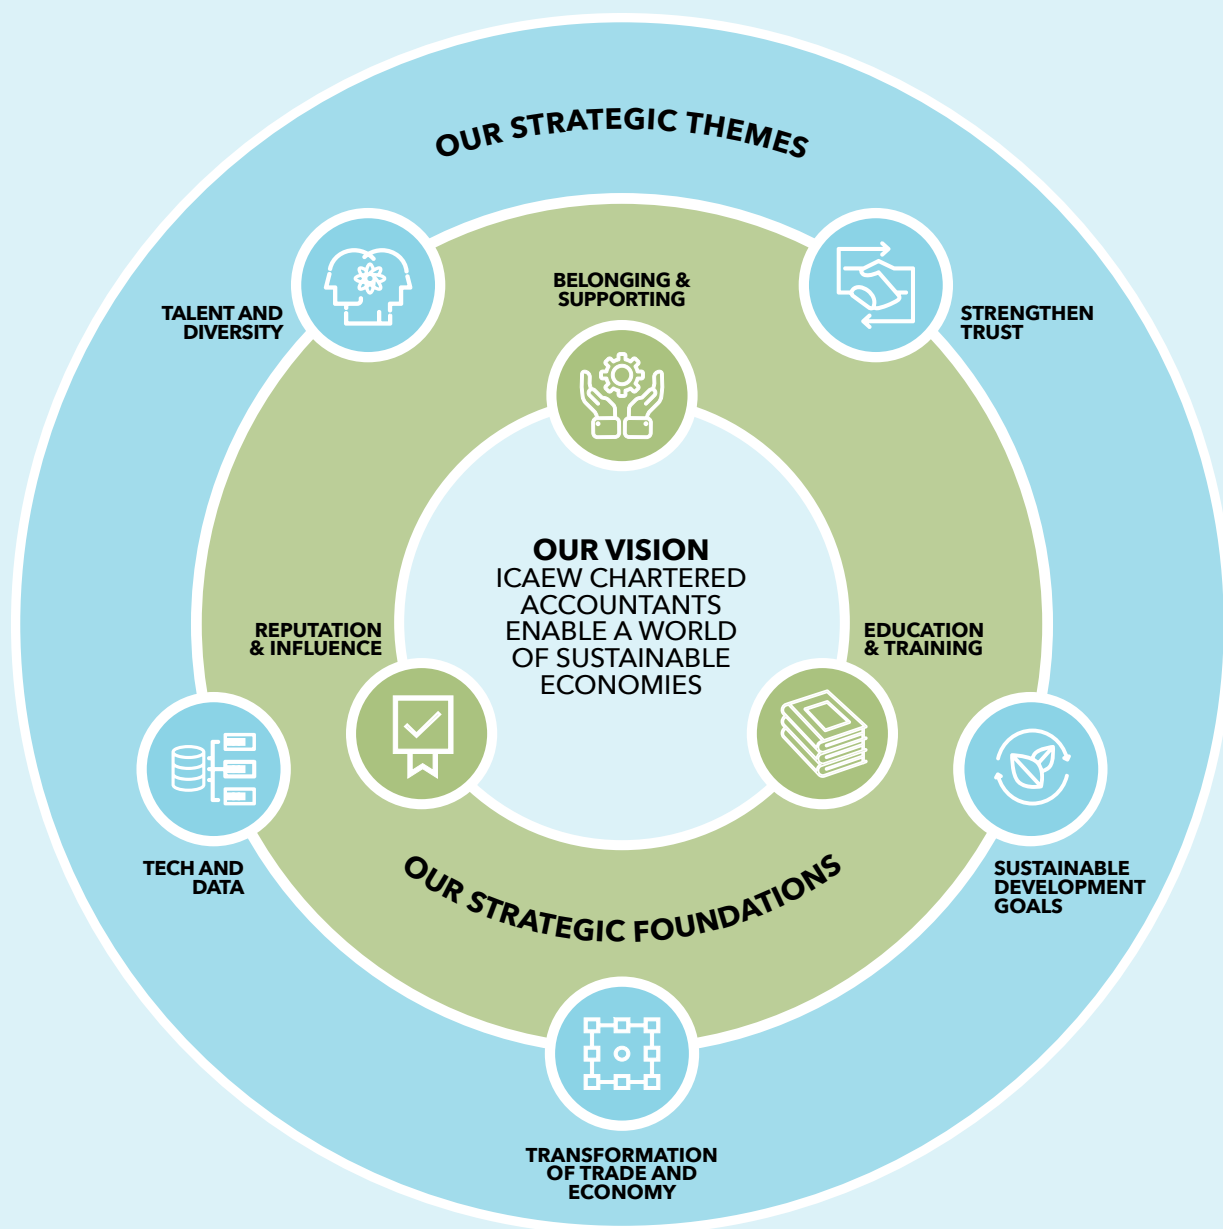 OUR STRATEGIC THEMES
TALENT AND
DIVERSITY
BELONGING &
SUPPORTING
STRENGTHEN
TRUST
OUR VISION
ICAEW CHARTERED
ACCOUNTANTS
ENABLE A WORLD
OF SUSTAINABLE
ECONOMIES
REPUTATION
& INFLUENCE
EDUCATION
& TRAINING
TECH AND
DATA
SUSTAINABLE
DEVELOPMENT
GOALS
OUR STRATEGIC FOUNDATIONS
TRANSFORMATION
OF TRADE AND
ECONOMY